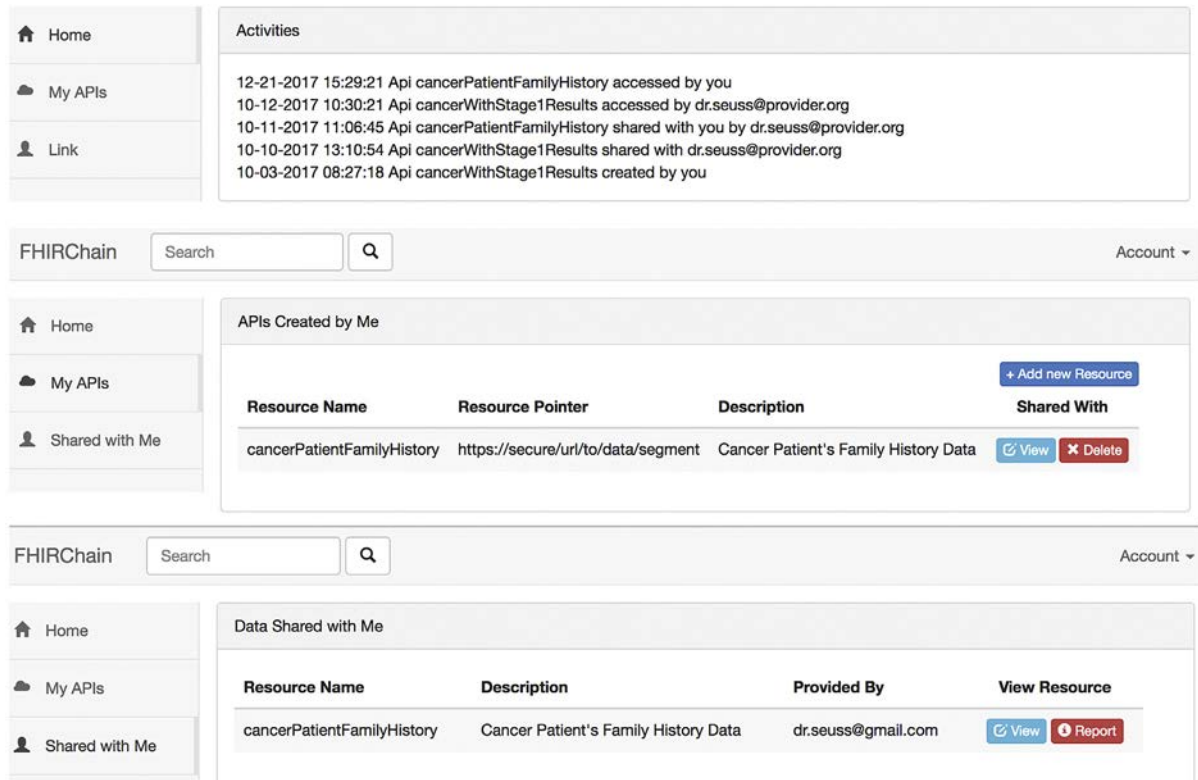 Home
Activities
My APIs
Link
12-21-2017 15:29:21 Api cancerPatientFamilyHistory accessed by you
10-12-2017 10:30:21 Api cancerWithStage1Results accessed by dr.seuss@provider.org
10-11-2017 11:06:45 Api cancerPatientFamilyHistory shared with you by dr.seuss@provider.org
10-10-2017 13:10:54 Api cancerWithStage1Results shared with dr.seuss@provider.org
10-03-2017 08:27:18 Api cancerWithStage1Results created by you
FHIRChain Search Account
Home
My APIs
Shared with Me
APIs Created by Me
+ Add new Resource
Resource Name Resource Pointer Description Shared With
cancerPatientFamilyHistory https://secure/url/to/data/segment Cancer Patient's Family History Data View Delete
FHIRChain Search Account
Home
My APIs
Shared with Me
Data Shared with Me
Resource Name Description Provided By View Resource
cancerPatientFamilyHistory Cancer Patient's Family History Data dr.seuss@gmail.com View Report